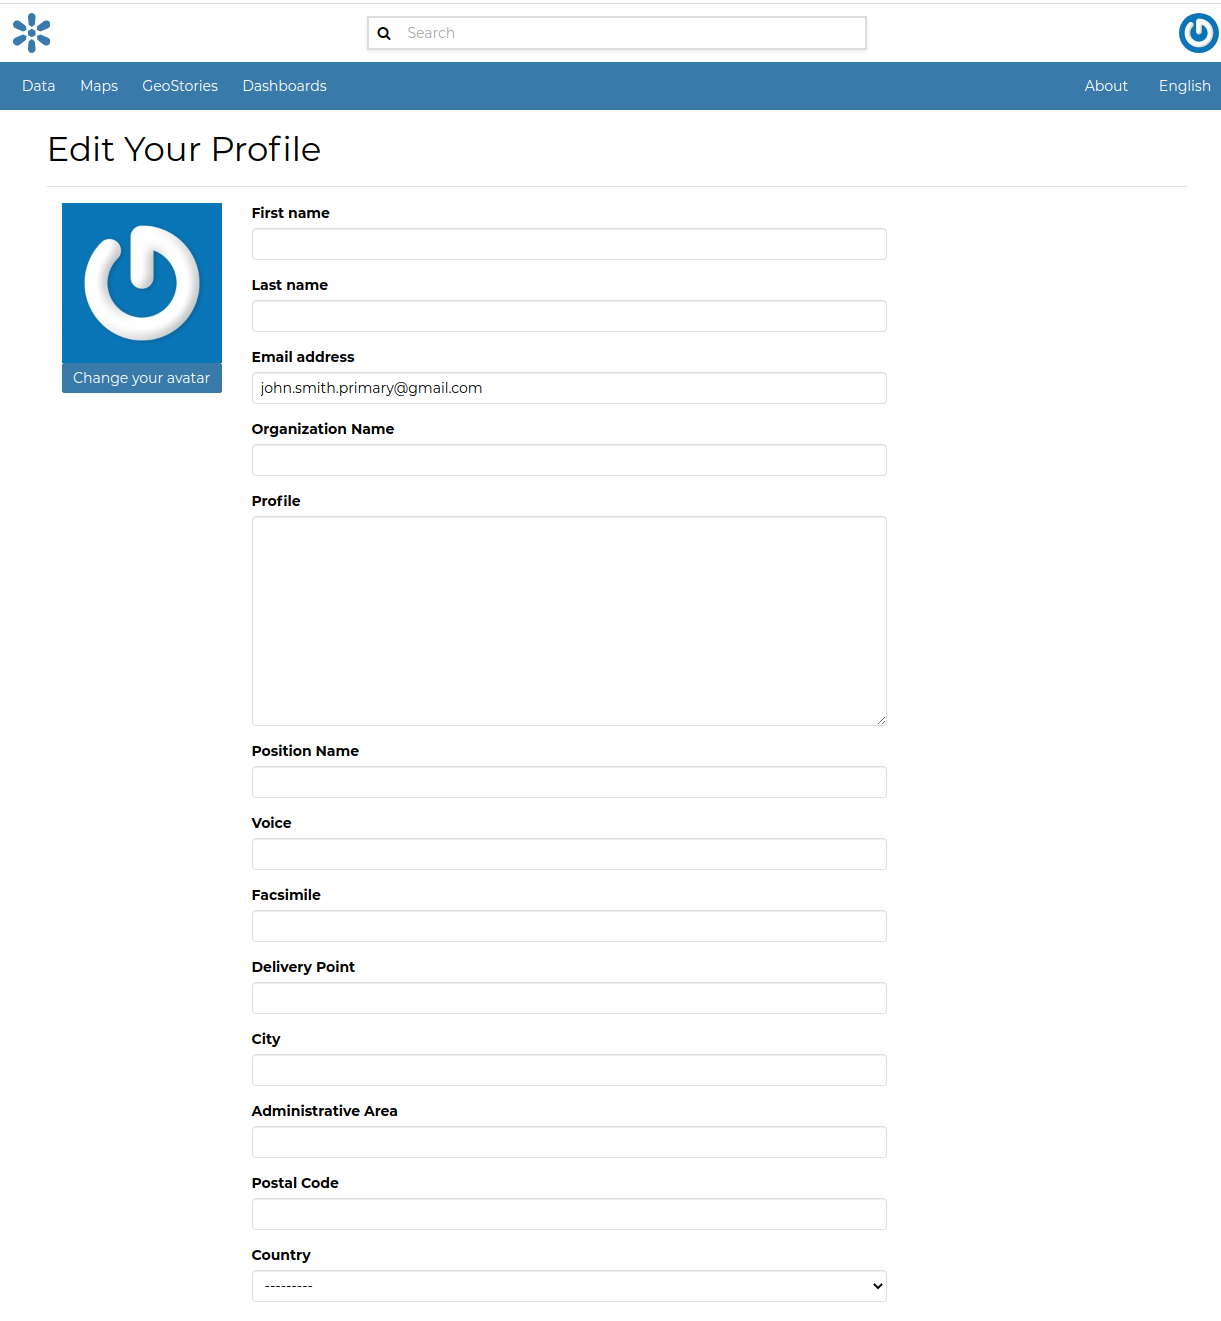 Search
Data Maps GeoStories Dashboards About English
Edit Your Profile
Change your avatar
First name
Last name
Email address
john.smith.primary@gmail.com
Organization Name
Profile
Position Name
Voice
Facsimile
Delivery Point
City
Administrative Area
Postal Code
Country
---------